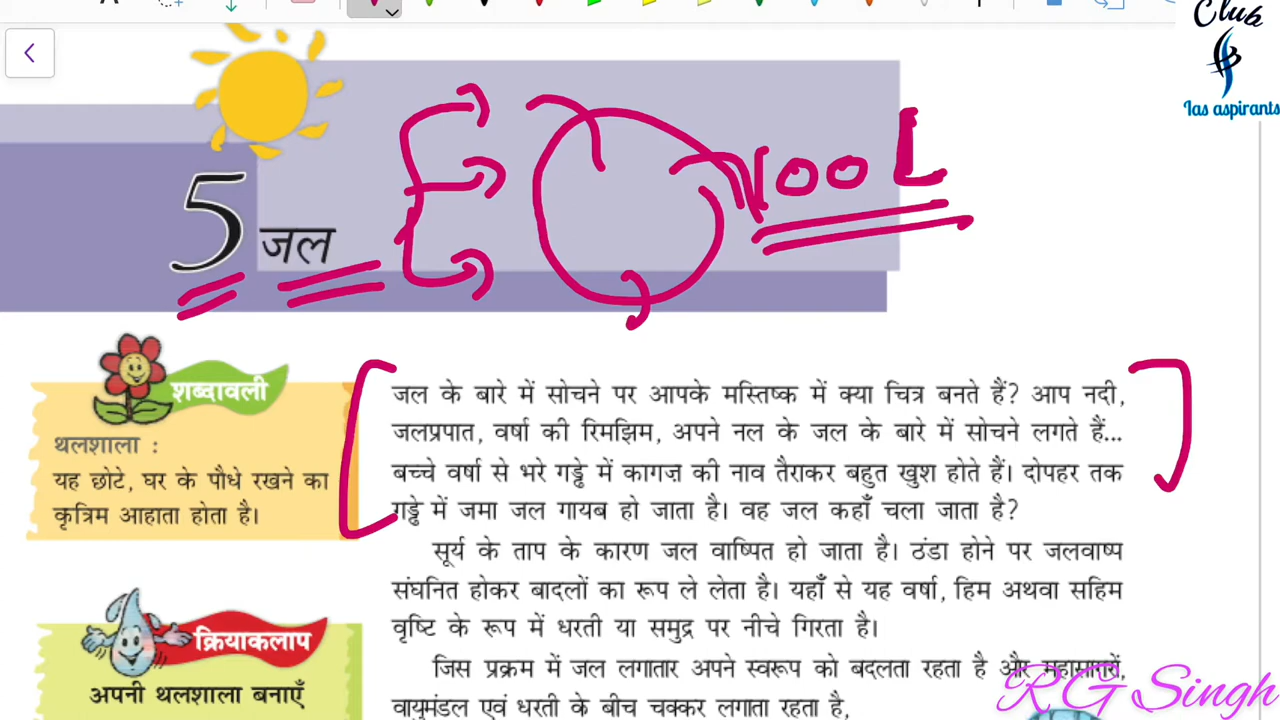 Club
Ias aspirants
100L
5 जल
शब्दावली
थलशाला :
यह छोटे, घर के पौधे रखने का
कृत्रिम आहाता होता है।
जल के बारे में सोचने पर आपके मस्तिष्क में क्या चित्र बनते हैं? आप नदी,
जलप्रपात, वर्षा की रिमझिम, अपने नल के जल के बारे में सोचने लगते हैं...
बच्चे वर्षा से भरे गड्ढे में कागज़ की नाव तैराकर बहुत खुश होते हैं। दोपहर तक
गड्ढे में जमा जल गायब हो जाता है। वह जल कहाँ चला जाता है?
सूर्य के ताप के कारण जल वाष्पित हो जाता है। ठंडा होने पर जलवाष्प
संघनित होकर बादलों का रूप ले लेता है। यहाँ से यह वर्षा, हिम अथवा सहिम
वृष्टि के रूप में धरती या समुद्र पर नीचे गिरता है।
जिस प्रक्रम में जल लगातार अपने स्वरूप को बदलता रहता है और महासागरों,
वायुमंडल एवं धरती के बीच चक्कर लगाता रहता है,
क्रियाकलाप
अपनी थलशाला बनाएँ
RG Singh